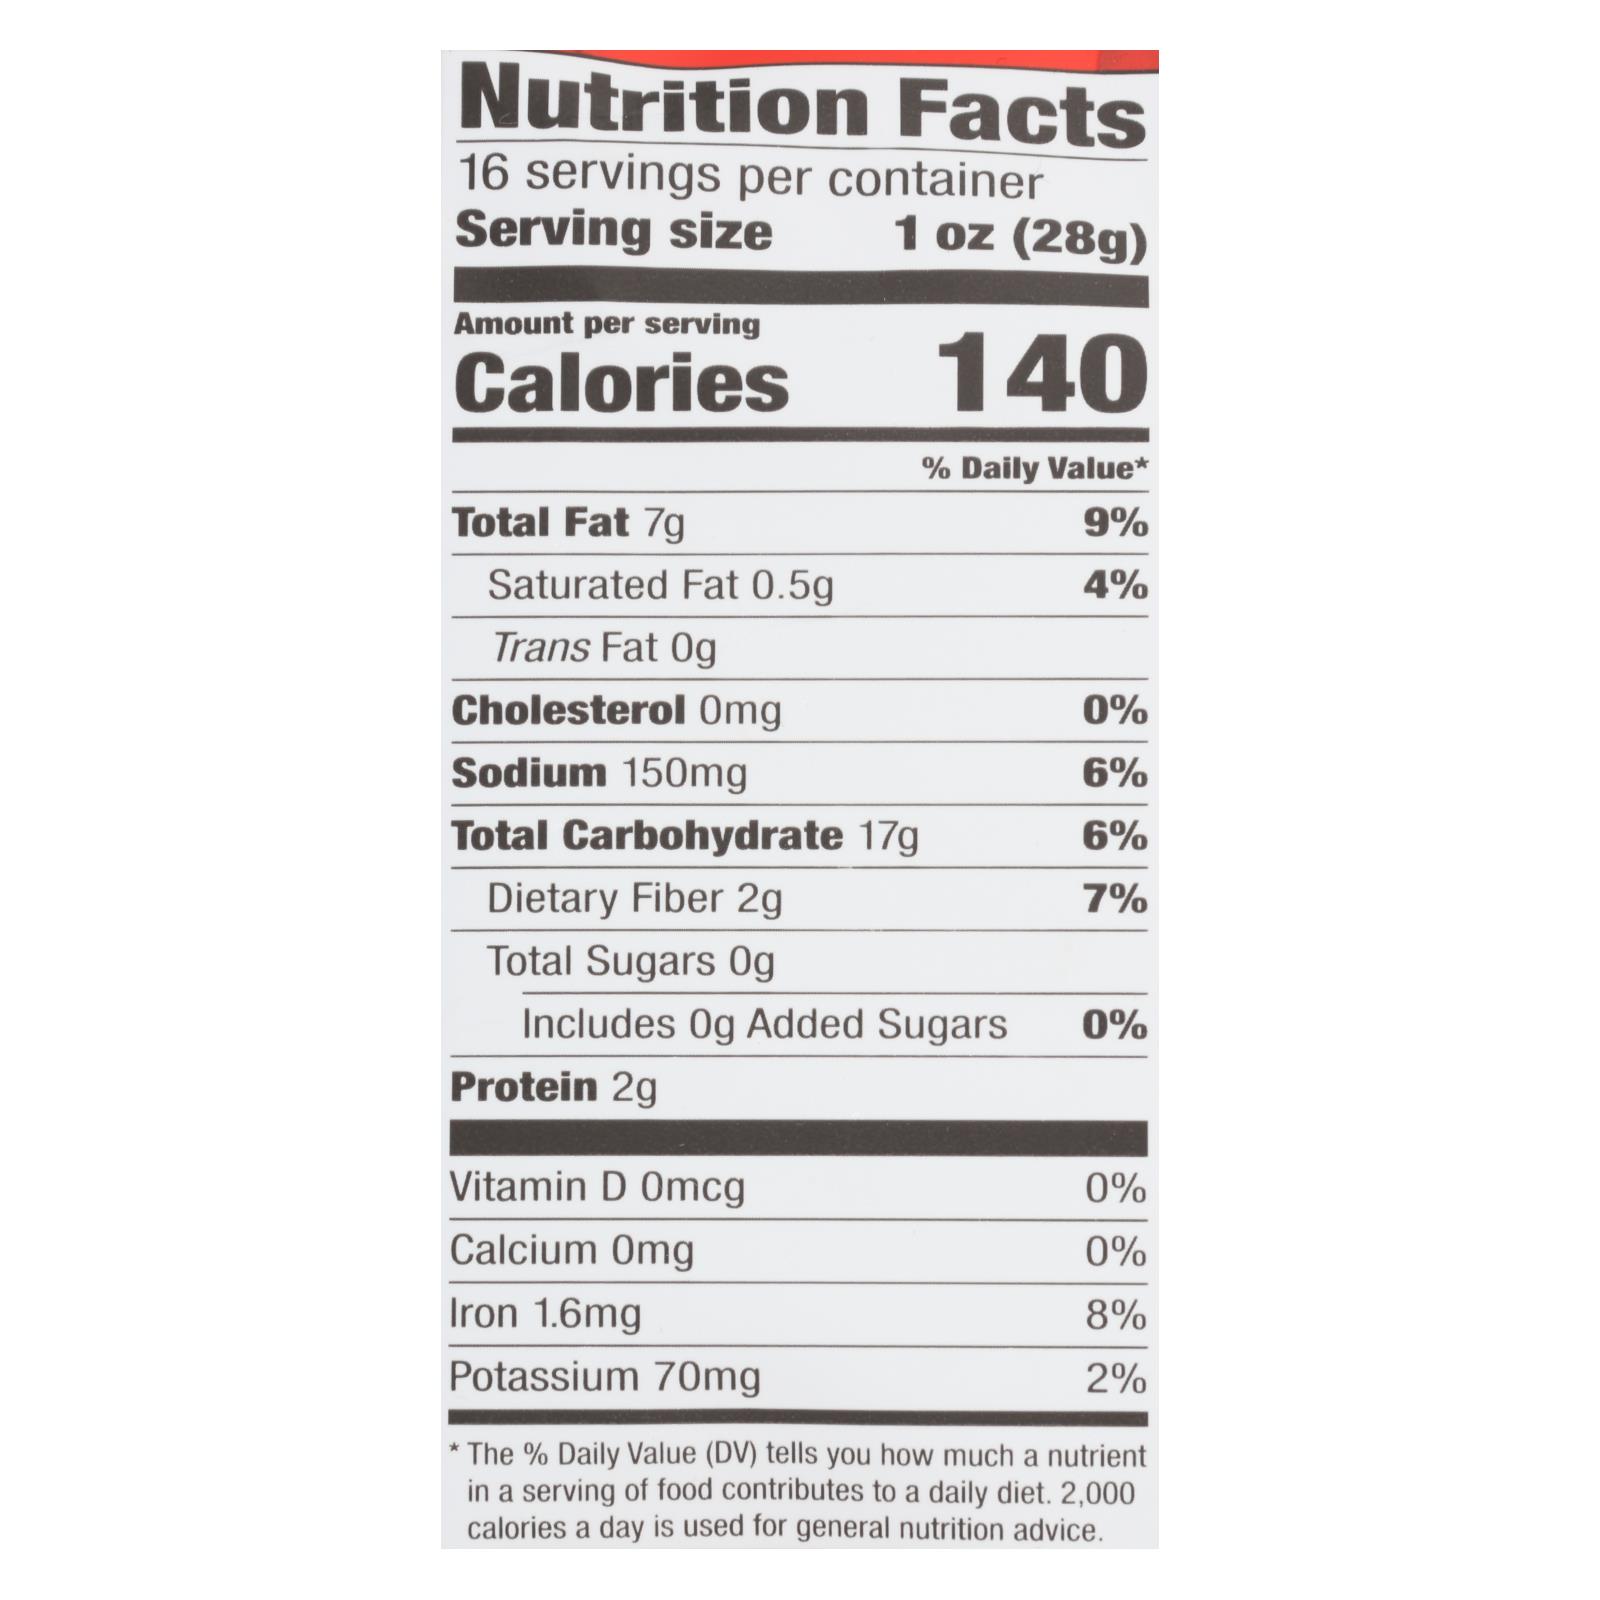 Nutrition Facts
16 servings per container
Serving size 1 oz (28g)
Amount per serving
Calories 140
% Daily Value*
Total Fat 7g 9%
Saturated Fat 0.5g 4%
Trans Fat 0g
Cholesterol 0mg 0%
Sodium 150mg 6%
Total Carbohydrate 17g 6%
Dietary Fiber 2g 7%
Total Sugars 0g
Includes 0g Added Sugars 0%
Protein 2g
Vitamin D 0mcg 0%
Calcium 0mg 0%
Iron 1.6mg 8%
Potassium 70mg 2%
* The % Daily Value (DV) tells you how much a nutrient
in a serving of food contributes to a daily diet. 2,000
calories a day is used for general nutrition advice.